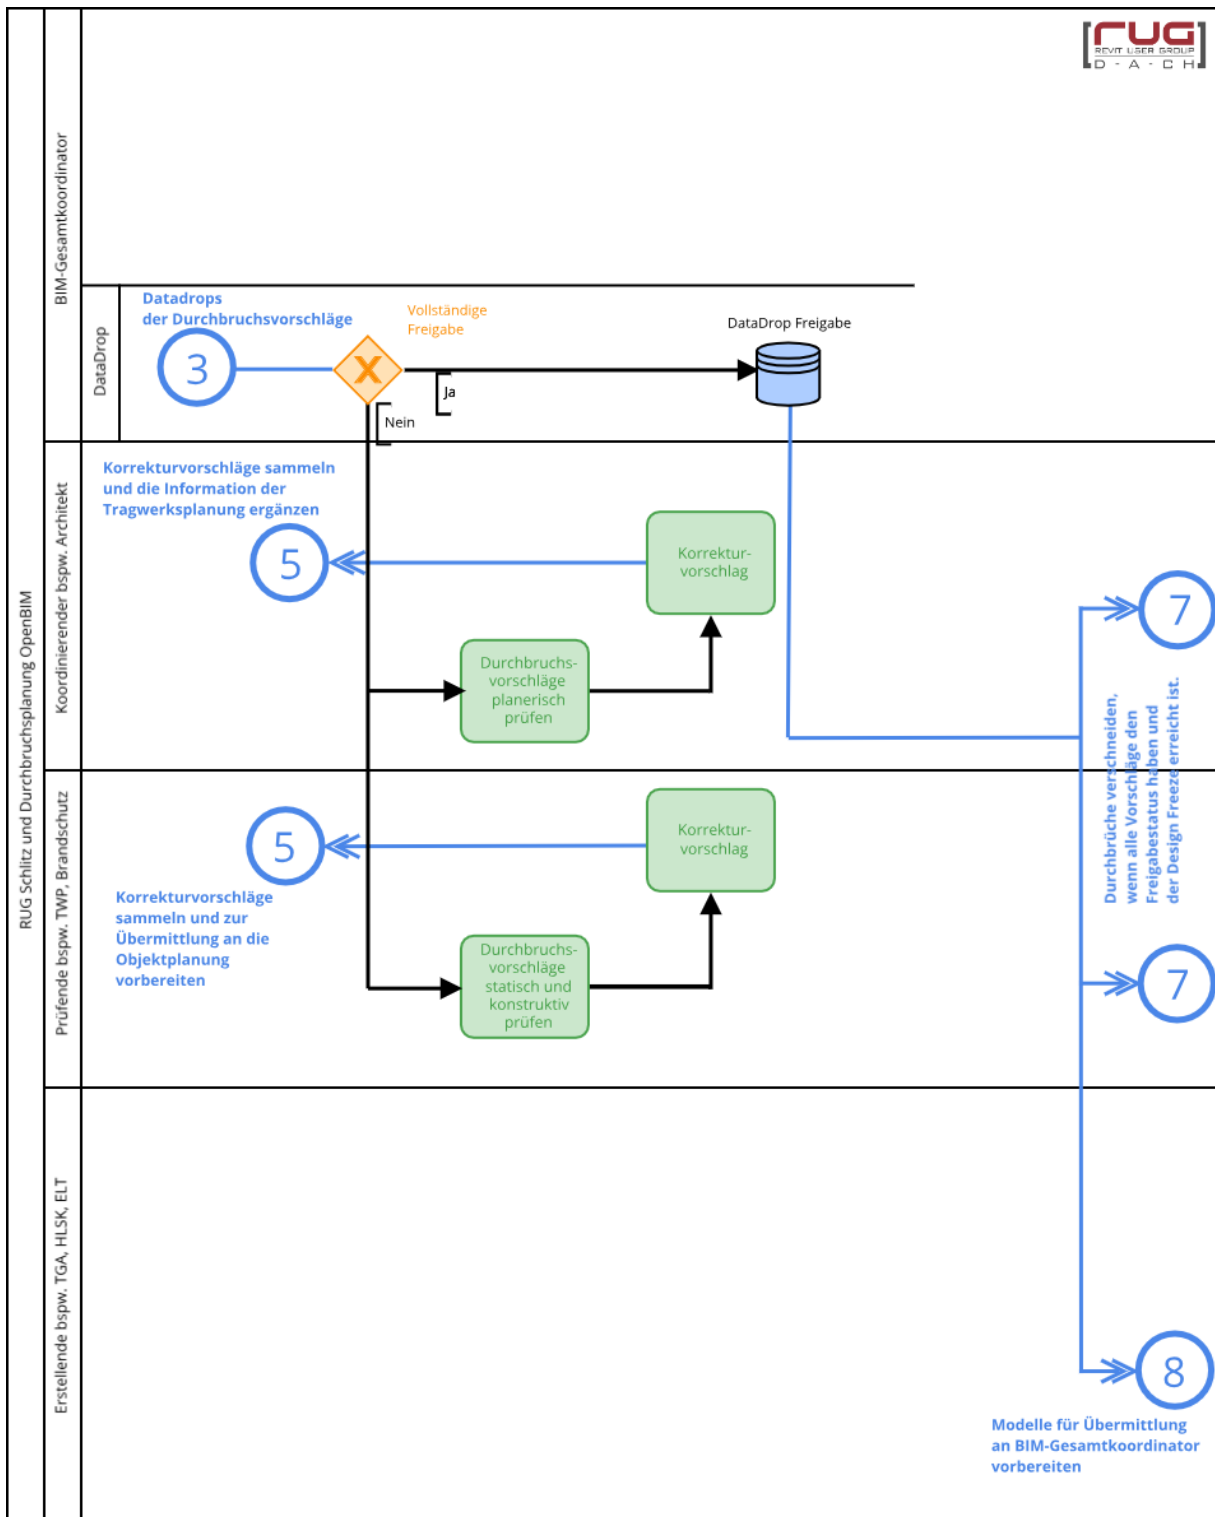 rUG
REVIT USER GROUP
D - A - C H
RUG Schlitz und Durchbruchsplanung OpenBIM
BIM-Gesamtkoordinator
DataDrop
Datadrops
der Durchbruchsvorschläge
3
Vollständige
Freigabe
X
Ja
Nein
DataDrop Freigabe
Koordinierender bspw. Architekt
Korrekturvorschläge sammeln
und die Information der
Tragwerksplanung ergänzen
5
Korrektur-
vorschlag
Durchbruchs-
vorschläge
planerisch
prüfen
7
Durchbrüche verschneiden,
wenn alle Vorschläge den
Freigabestatus haben und
der Design Freeze erreicht ist.
Prüfende bspw. TWP, Brandschutz
5
Korrekturvorschläge
sammeln und zur
Übermittlung an die
Objektplanung
vorbereiten
Korrektur-
vorschlag
Durchbruchs-
vorschläge
statisch und
konstruktiv
prüfen
7
Erstellende bspw. TGA, HLSK, ELT
8
Modelle für Übermittlung
an BIM-Gesamtkoordinator
vorbereiten